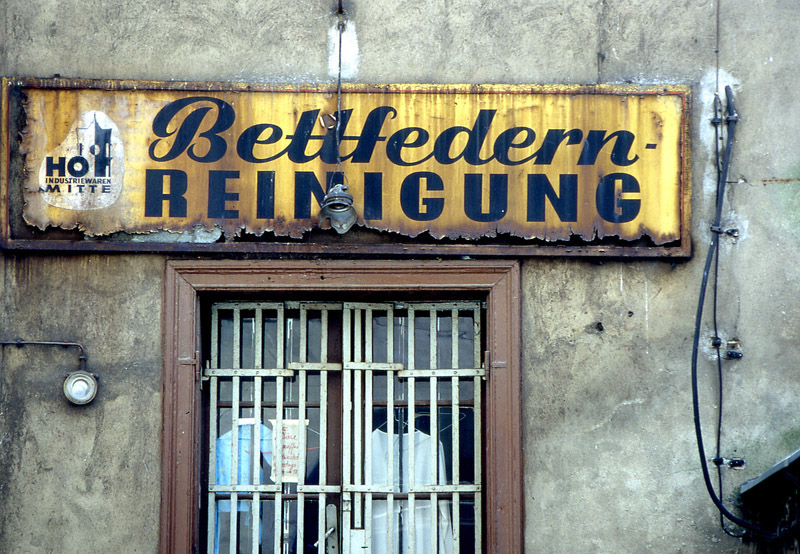 Bettfedern-
REINIGUNG
HO
INDUSTRIEWAREN
MITTE